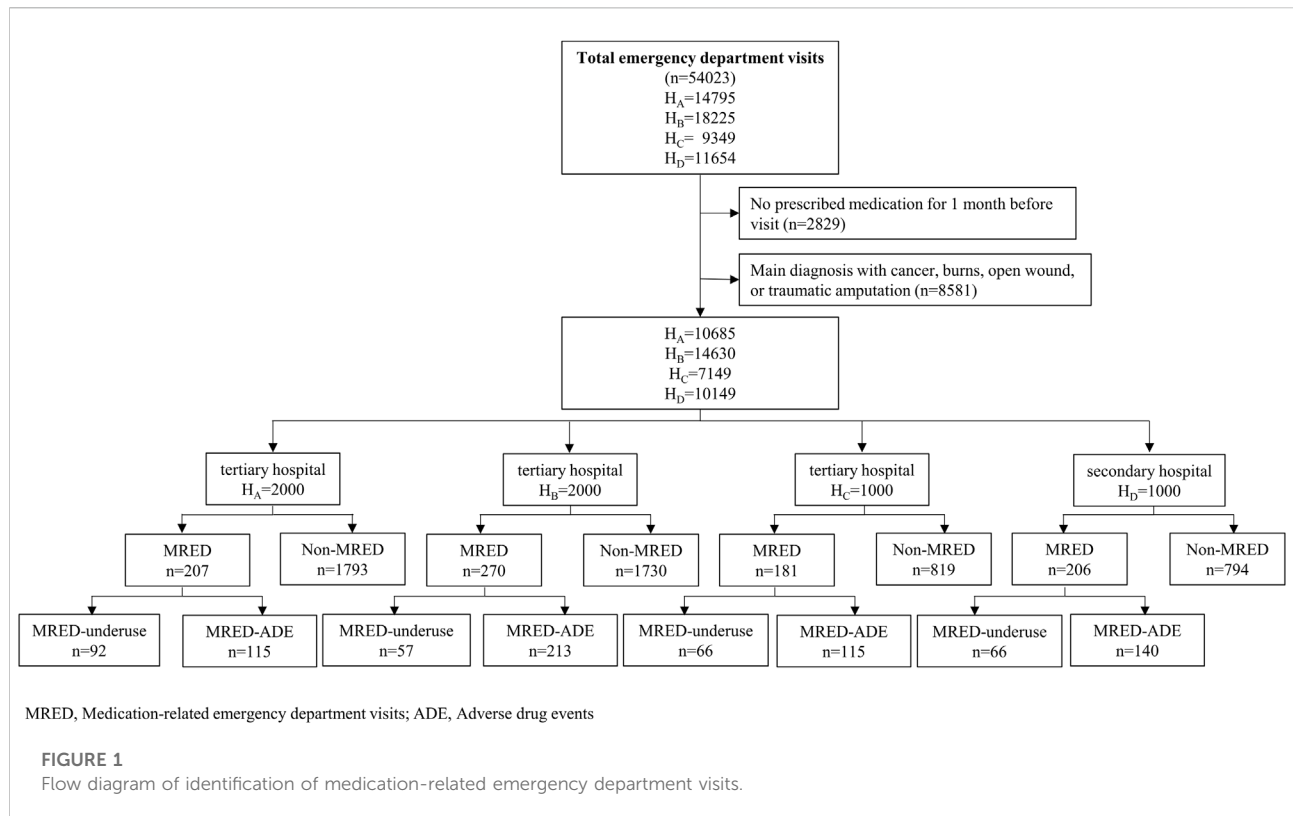 Total emergency department visits
(n=54023)
HA=14795
HB=18225
HC= 9349
HD=11654
No prescribed medication for 1 month before
visit (n=2829)
Main diagnosis with cancer, burns, open wound,
or traumatic amputation (n=8581)
HA=10685
HB=14630
HC=7149
HD=10149
tertiary hospital
HA=2000
tertiary hospital
HB=2000
tertiary hospital
HC=1000
secondary hospital
HD=1000
MRED
n=207
Non-MRED
n=1793
MRED
n=270
Non-MRED
n=1730
MRED
n=181
Non-MRED
n=819
MRED
n=206
Non-MRED
n=794
MRED-underuse
n=92
MRED-ADE
n=115
MRED-underuse
n=57
MRED-ADE
n=213
MRED-underuse
n=66
MRED-ADE
n=115
MRED-underuse
n=66
MRED-ADE
n=140
MRED, Medication-related emergency department visits; ADE, Adverse drug events
FIGURE 1
Flow diagram of identification of medication-related emergency department visits.